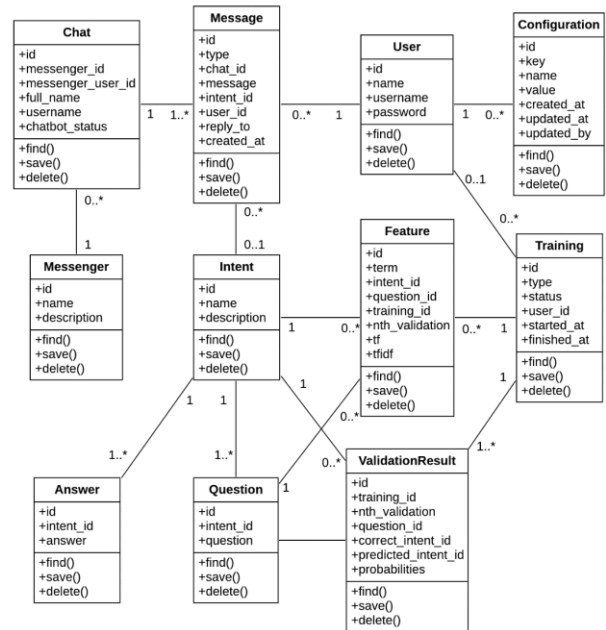 Chat
+id
+messenger_id
+messenger_user_id
+full_name
+username
+chatbot_status
+find()
+save()
+delete()
1
1..*
Message
+id
+type
+chat_id
+message
+intent_id
+user_id
+reply_to
+created_at
+find()
+save()
+delete()
0..*
1
User
+id
+name
+username
+password
+find()
+save()
+delete()
1
0..*
Configuration
+id
+key
+name
+value
+created_at
+updated_at
+updated_by
+find()
+save()
+delete()
0..*
1
0..*
0..1
0..1
0..*
Messenger
+id
+name
+description
+find()
+save()
+delete()
Intent
+id
+name
+description
+find()
+save()
+delete()
1
0..*
Feature
+id
+term
+intent_id
+question_id
+training_id
+nth_validation
+tf
+tfidf
+find()
+save()
+delete()
0..*
1
Training
+id
+type
+status
+user_id
+started_at
+finished_at
+find()
+save()
+delete()
1
1
1
0..*
1
1..*
1..*
1
0..*
1..*
Answer
+id
+intent_id
+answer
+find()
+save()
+delete()
Question
+id
+intent_id
+question
+find()
+save()
+delete()
ValidationResult
+id
+training_id
+nth_validation
+question_id
+correct_intent_id
+predicted_intent_id
+probabilities
+find()
+save()
+delete()